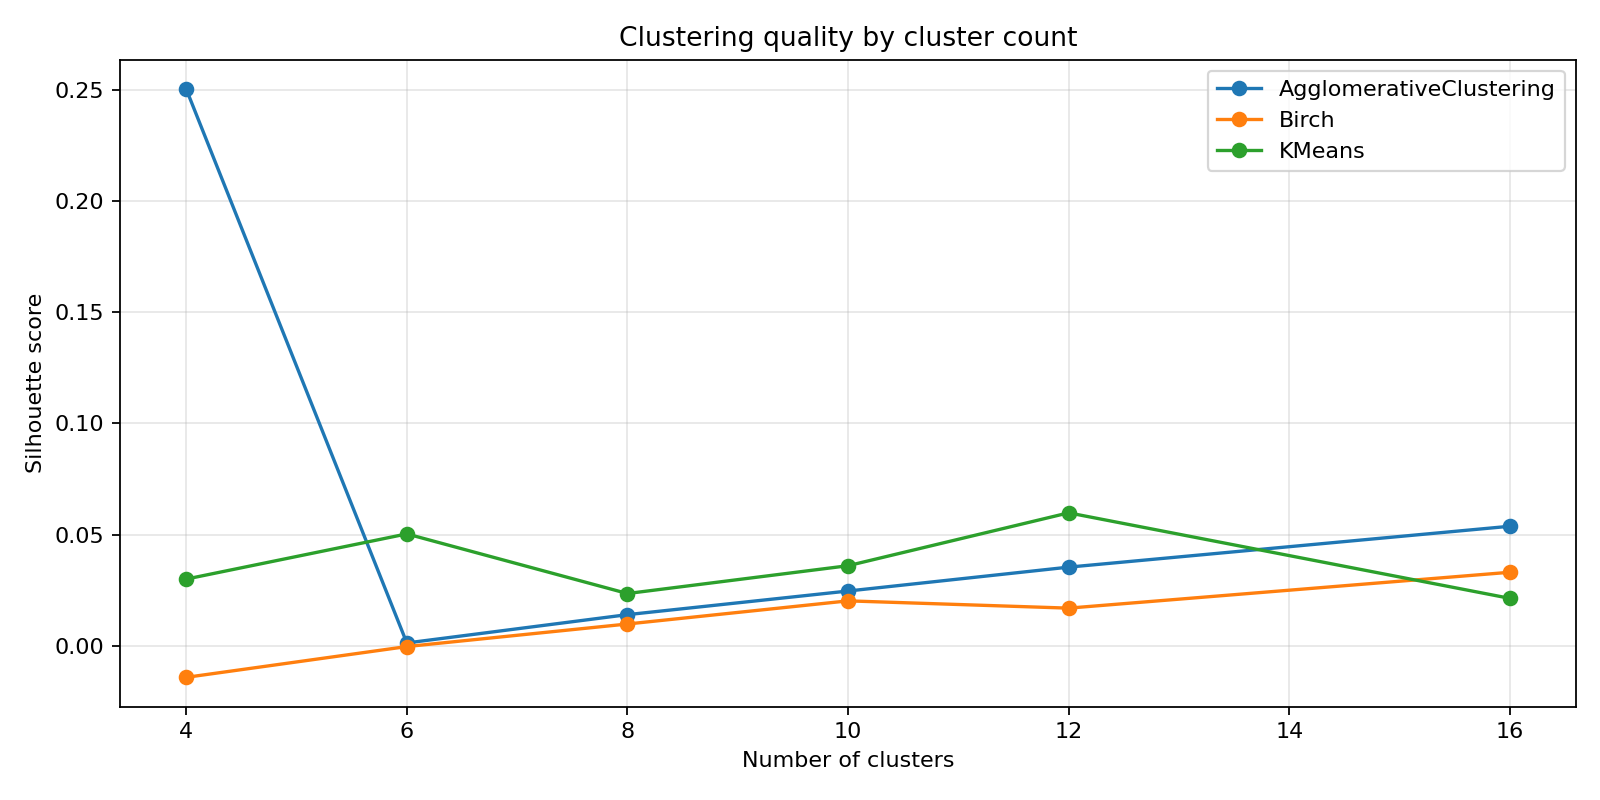 Clustering quality by cluster count
AgglomerativeClustering
Birch
KMeans
Silhouette score
0.25
0.20
0.15
0.10
0.05
0.00
4 6 8 10 12 14 16
Number of clusters